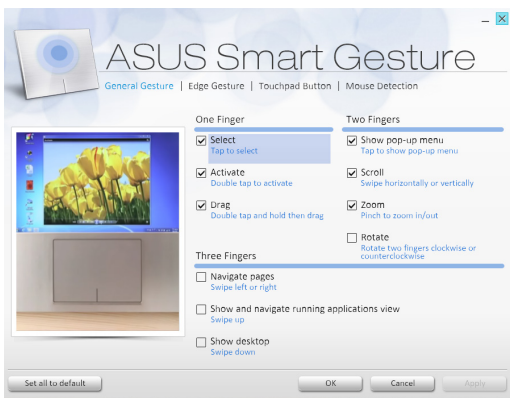 ASUS Smart Gesture
General Gesture | Edge Gesture | Touchpad Button | Mouse Detection
One Finger
Select
Tap to select
Activate
Double tap to activate
Drag
Double tap and hold then drag
Two Fingers
Show pop-up menu
Tap to show pop-up menu
Scroll
Swipe horizontally or vertically
Zoom
Pinch to zoom in/out
Rotate
Rotate two fingers clockwise or
counterclockwise
Three Fingers
Navigate pages
Swipe left or right
Show and navigate running applications view
Swipe up
Show desktop
Swipe down
Set all to default
OK
Cancel
Apply